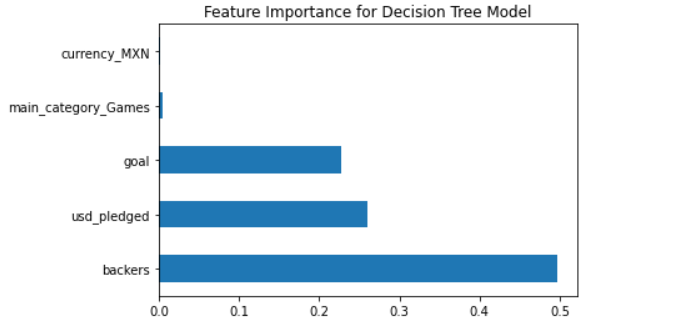 Feature Importance for Decision Tree Model
currency_MXN
main_category_Games
goal
usd_pledged
backers
0.0 0.1 0.2 0.3 0.4 0.5